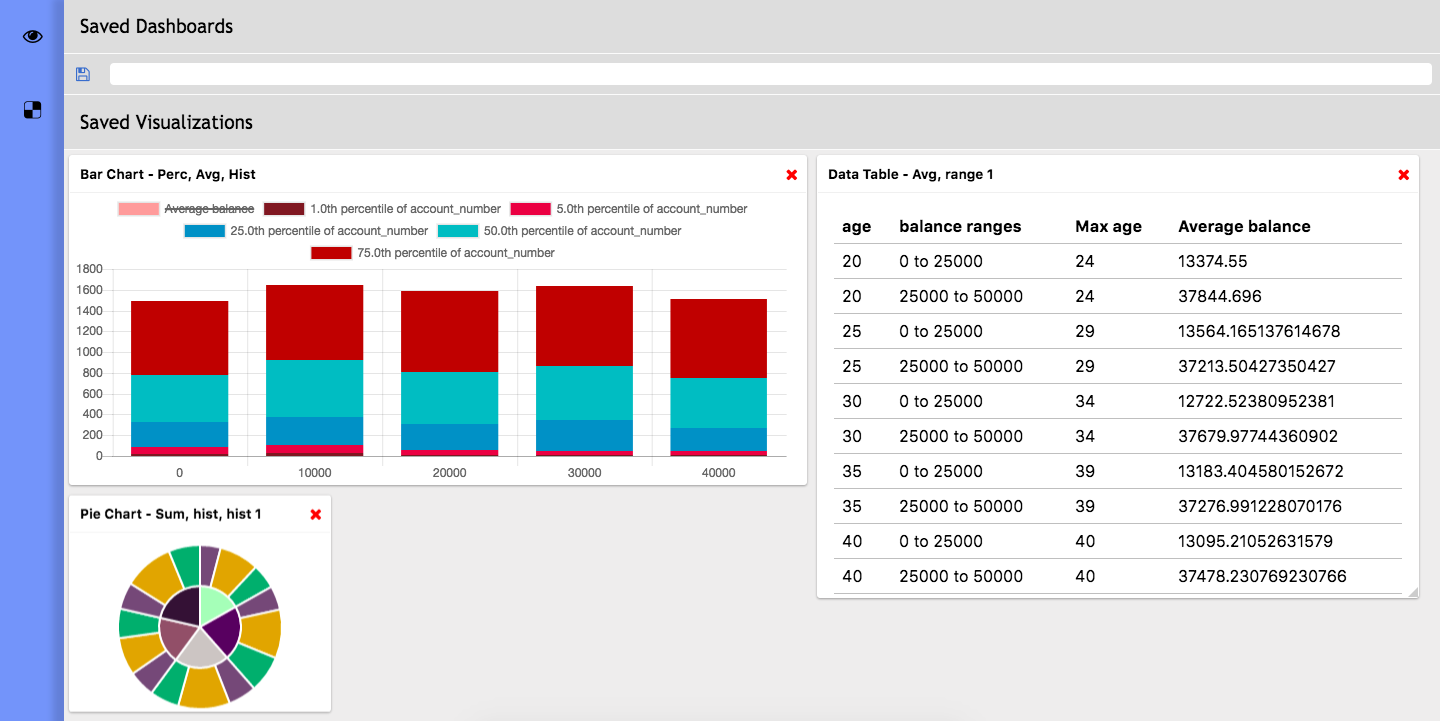 Saved Dashboards
Saved Visualizations
Bar Chart - Perc, Avg, Hist
Average balance 1.0th percentile of account_number 5.0th percentile of account_number
25.0th percentile of account_number 50.0th percentile of account_number
75.0th percentile of account_number
1800
1600
1400
1200
1000
800
600
400
200
0
0 10000 20000 30000 40000
Data Table - Avg, range 1
age balance ranges Max age Average balance
20 0 to 25000 24 13374.55
20 25000 to 50000 24 37844.696
25 0 to 25000 29 13564.165137614678
25 25000 to 50000 29 37213.50427350427
30 0 to 25000 34 12722.52380952381
30 25000 to 50000 34 37679.97744360902
35 0 to 25000 39 13183.404580152672
35 25000 to 50000 39 37276.991228070176
40 0 to 25000 40 13095.21052631579
40 25000 to 50000 40 37478.230769230766
Pie Chart - Sum, hist, hist 1